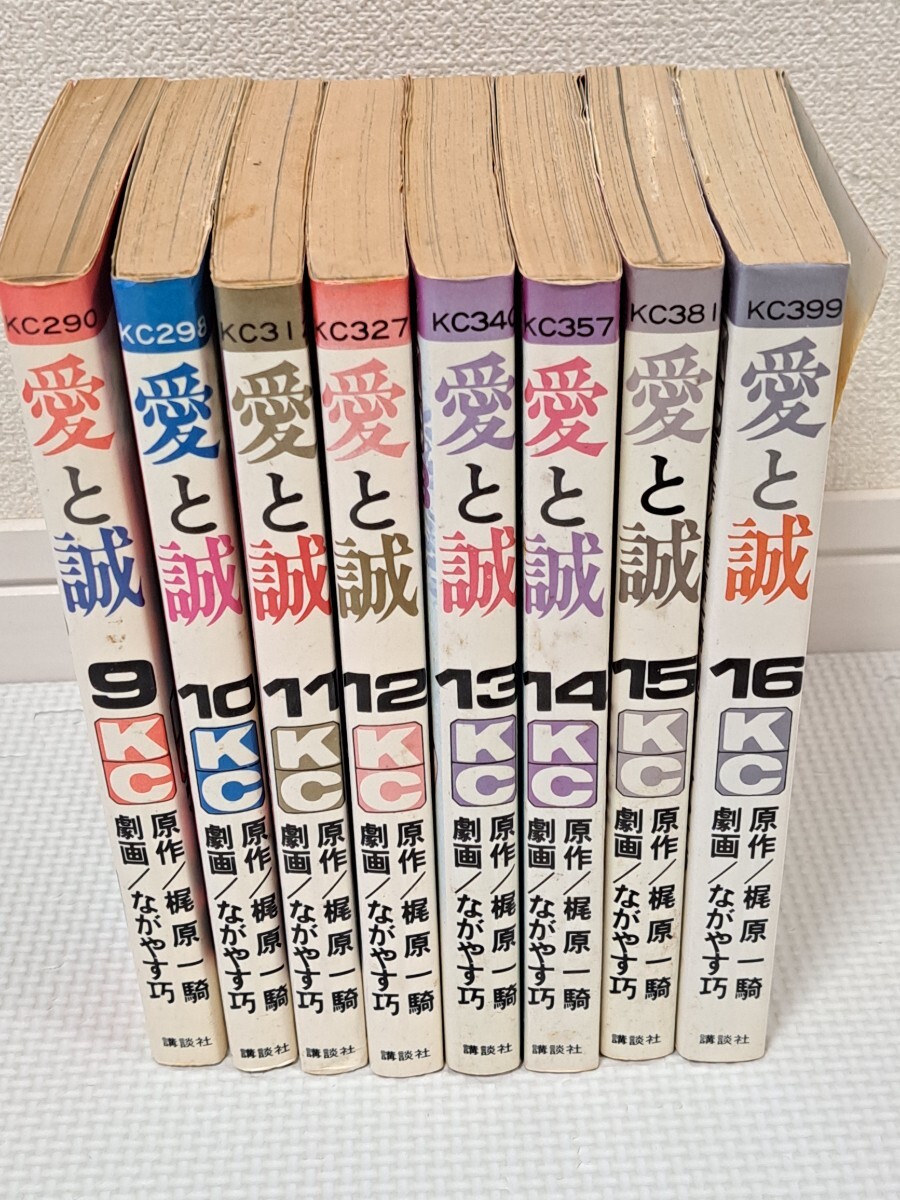 KC290
愛と誠
9
KC
原作/梶原一騎
劇画/ながやす巧
講談社
KC298
愛と誠
10
KC
原作/梶原一騎
劇画/ながやす巧
講談社
愛と誠
11
KC
原作/梶原一騎
劇画/ながやす巧
講談社
KC327
愛と誠
12
KC
原作/梶原一騎
劇画/ながやす巧
講談社
KC340
愛と誠
13
KC
原作/梶原一騎
劇画/ながやす巧
講談社
KC357
愛と誠
14
KC
原作/梶原一騎
劇画/ながやす巧
講談社
KC381
愛と誠
15
KC
原作/梶原一騎
劇画/ながやす巧
講談社
KC399
愛と誠
16
KC
原作/梶原一騎
劇画/ながやす巧
講談社